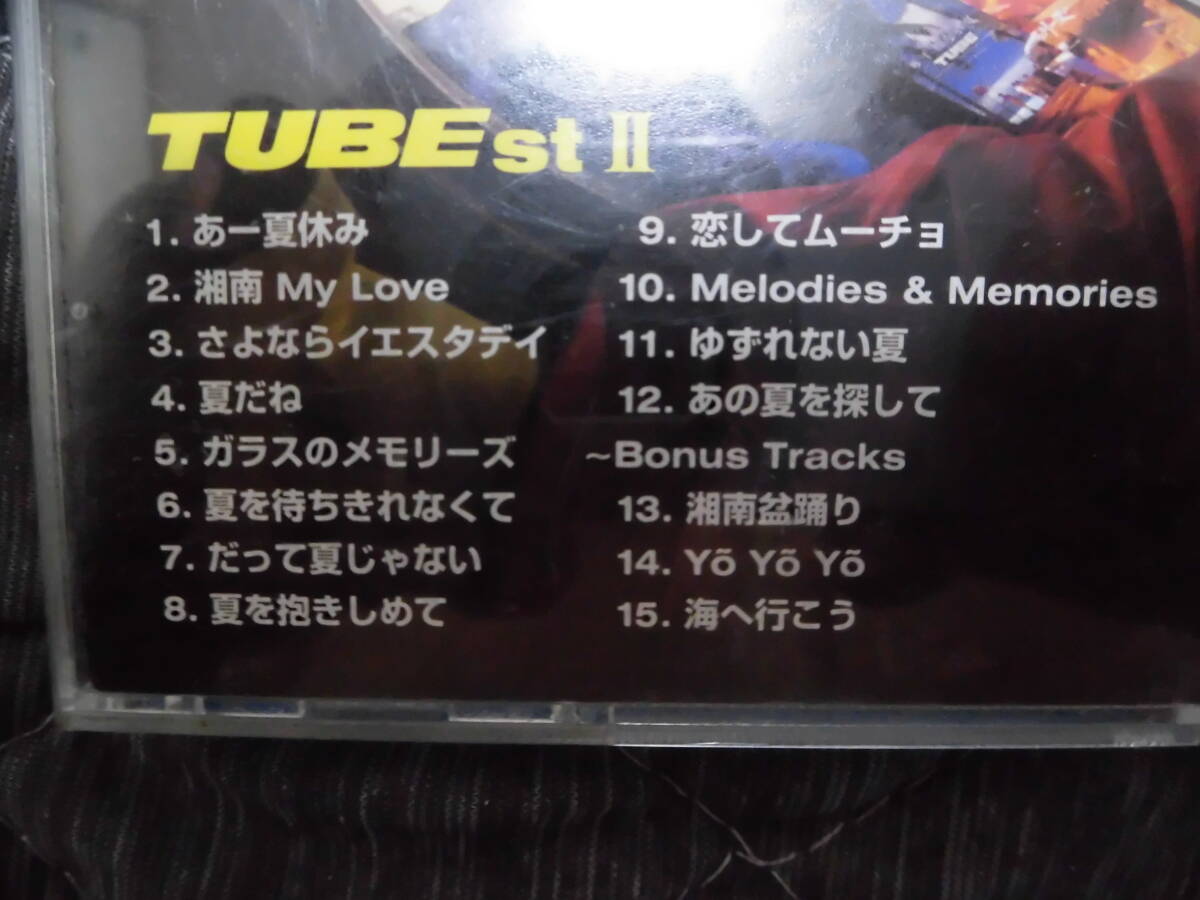 TUBE
TUBEst II
1. あー夏休み
2. 湘南 My Love
3. さよならイエスタデイ
4. 夏だね
5. ガラスのメモリーズ
6. 夏を待ちきれなくて
7. だって夏じゃない
8. 夏を抱きしめて
9. 恋してムーチョ
10. Melodies & Memories
11. ゆずれない夏
12. あの夏を探して
~Bonus Tracks
13. 湘南盆踊り
14. Yõ Yõ Yõ
15. 海へ行こう